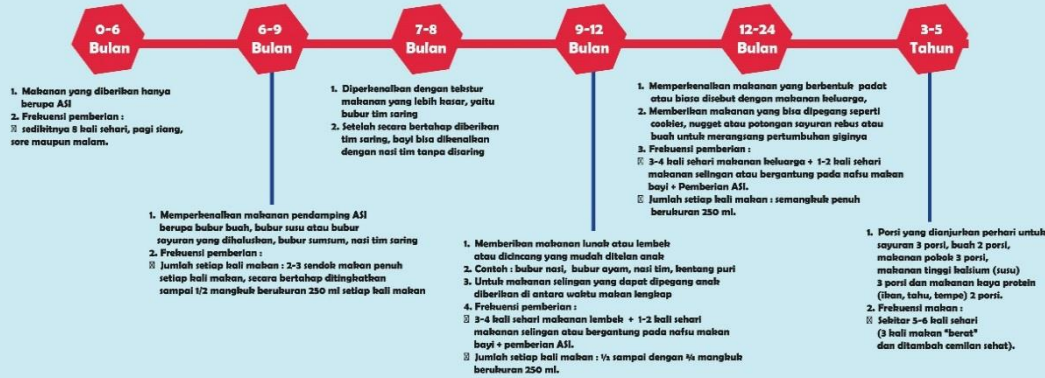 0-6
Bulan
6-9
Bulan
7-8
Bulan
9-12
Bulan
12-24
Bulan
3-5
Tahun
1. Makanan yang diberikan hanya
berupa ASI
2. Frekuensi pemberian :
sedikitnya 8 kali sehari, pagi siang,
sore maupun malam.
1. Memperkenalkan makanan pendamping ASI
berupa bubur buah, bubur susu atau bubur
sayuran yang dihaluskan, bubur sumsum, nasi tim saring
2. Frekuensi pemberian :
Jumlah setiap kali makan : 2-3 sendok makan penuh
setiap kali makan, secara bertahap ditingkatkan
sampai 1/2 mangkuk berukuran 250 ml setiap kali makan
1. Diperkenalkan dengan tekstur
makanan yang lebih kasar, yaitu
bubur tim saring
2. Setelah secara bertahap diberikan
tim saring, bayi bisa dikenalkan
dengan nasi tim tanpa disaring
1. Memberikan makanan lunak atau lembek
atau dicincang yang mudah ditelan anak
2. Contoh : bubur nasi, bubur ayam, nasi tim, kentang puri
3. Untuk makanan selingan yang dapat dipegang anak
diberikan di antara waktu makan lengkap
4. Frekuensi pemberian :
3-4 kali sehari makanan lembek + 1-2 kali sehari
makanan selingan atau bergantung pada nafsu makan
bayi + pemberian ASI.
Jumlah setiap kali makan : ½ sampai dengan ¾ mangkuk
berukuran 250 ml.
1. Memperkenalkan makanan yang berbentuk padat
atau biasa disebut dengan makanan keluarga,
2. Memberikan makanan yang bisa dipegang seperti
cookies, nugget atau potongan sayuran rebus atau
buah untuk merangsang pertumbuhan giginya
3. Frekuensi pemberian :
3-4 kali sehari makanan keluarga + 1-2 kali sehari
makanan selingan atau bergantung pada nafsu makan
bayi + Pemberian ASI.
Jumlah setiap kali makan : semangkuk penuh
berukuran 250 ml.
1. Porsi yang dianjurkan perhari untuk
sayuran 3 porsi, buah 2 porsi,
makanan pokok 3 porsi,
makanan tinggi kalsium (susu)
3 porsi dan makanan kaya protein
(ikan, tahu, tempe) 2 porsi.
2. Frekuensi makan :
Sekitar 5-6 kali sehari
(3 kali makan "berat"
dan ditambah cemilan sehat).